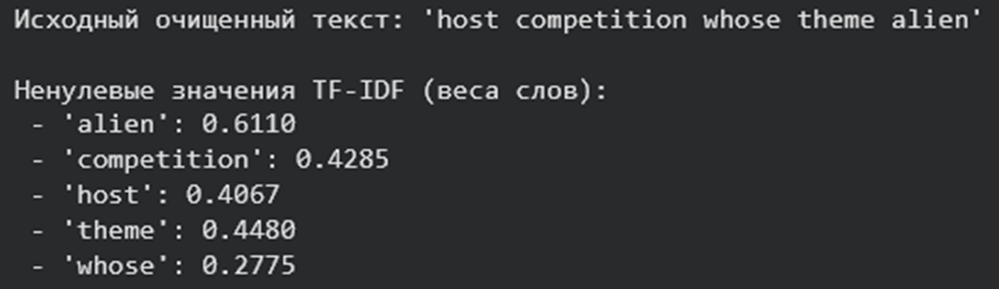 Исходный очищенный текст: 'host competition whose theme alien'
Ненулевые значения TF-IDF (веса слов):
- 'alien': 0.6110
- 'competition': 0.4285
- 'host': 0.4067
- 'theme': 0.4480
- 'whose': 0.2775